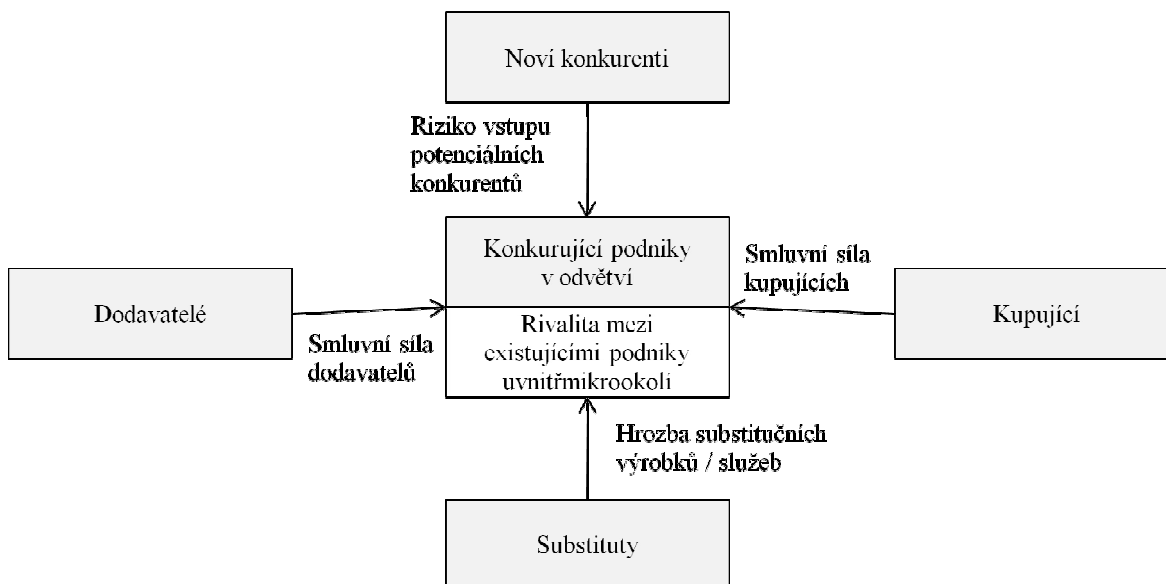 Noví konkurenti
Riziko vstupu
potenciálních
konkurentů
Konkurující podniky
v odvětví
Smluvní síla
kupujících
Dodavatelé
Kupující
Smluvní síla
dodavatelů
Rivalita mezi
existujícími podniky
uvnitřmikrookolí
Hrozba substitučních
výrobků / služeb
Substituty